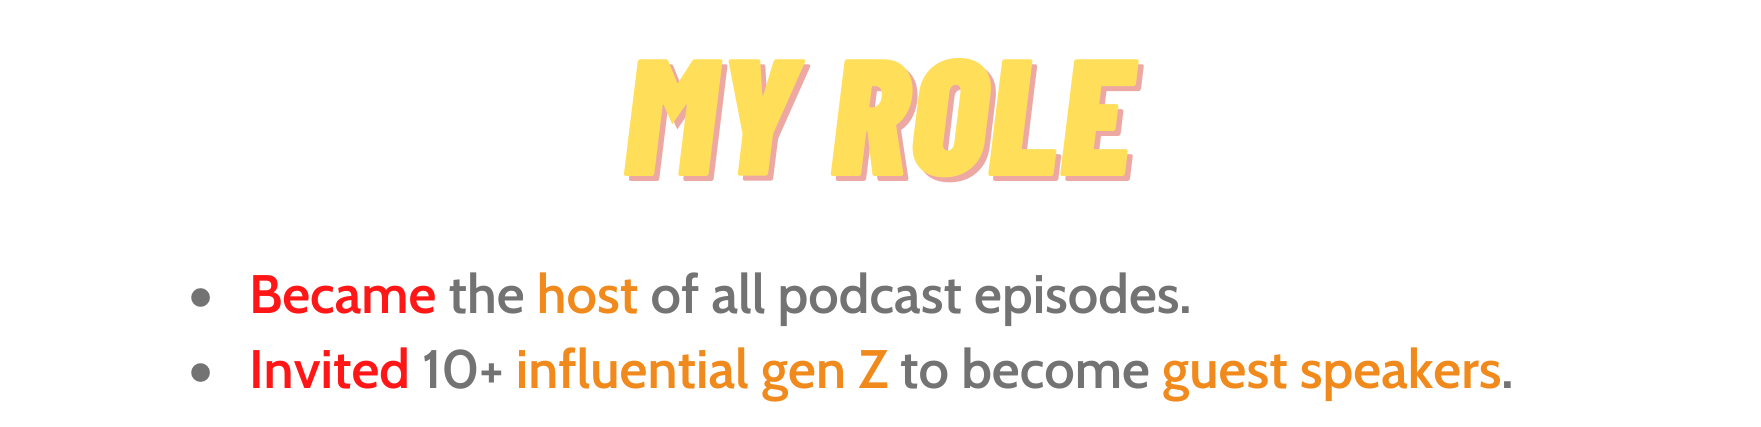 MY ROLE
• Became the host of all podcast episodes.
• Invited 10+ influential gen Z to become guest speakers.